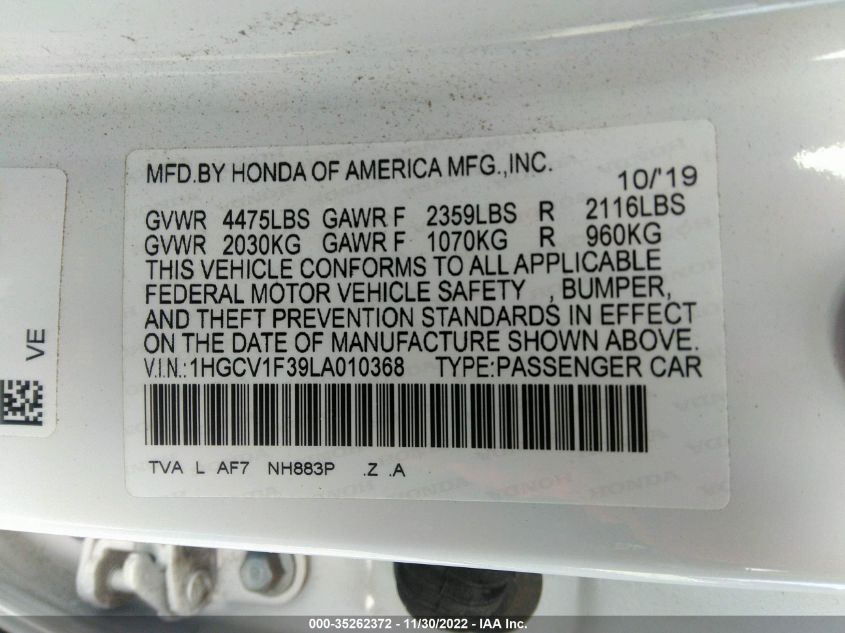 MFD.BY HONDA OF AMERICA MFG.,INC. 10/'19
GVWR 4475LBS GAWR F 2359LBS R 2116LBS
GVWR 2030KG GAWR F 1070KG R 960KG
THIS VEHICLE CONFORMS TO ALL APPLICABLE
FEDERAL MOTOR VEHICLE SAFETY , BUMPER,
AND THEFT PREVENTION STANDARDS IN EFFECT
ON THE DATE OF MANUFACTURE SHOWN ABOVE.
V.I.N.:1HGCV1F39LA010368 TYPE:PASSENGER CAR
TVA L AF7 NH883P .Z .A
VE
000-35262372 - 11/30/2022 - IAA Inc.